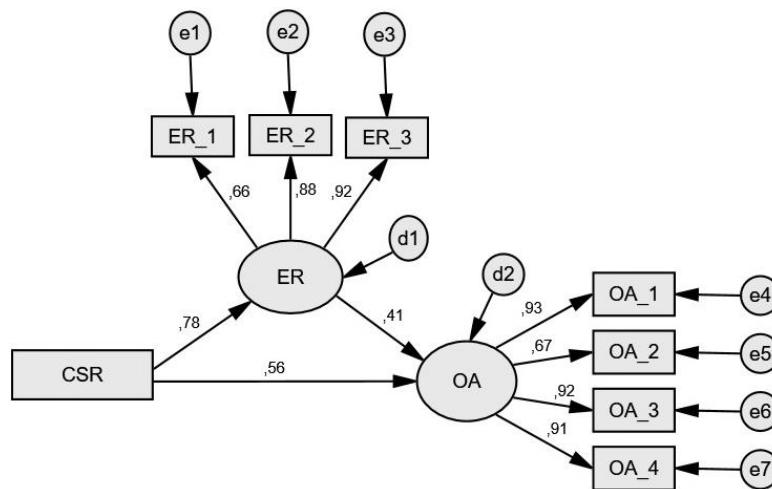 e1
e2
e3
ER_1
ER_2
ER_3
,66
,88
,92
d1
ER
d2
,78
,41
,93
OA_1
e4
,67
OA_2
e5
CSR
,56
OA
,92
OA_3
e6
,91
OA_4
e7